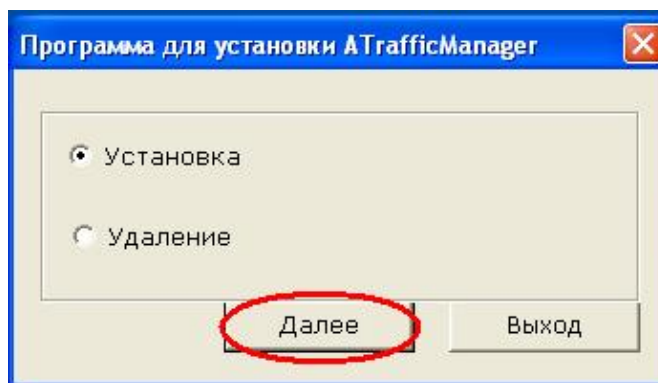 Программа для установки ATrafficManager
Установка
Удаление
Далее
Выход